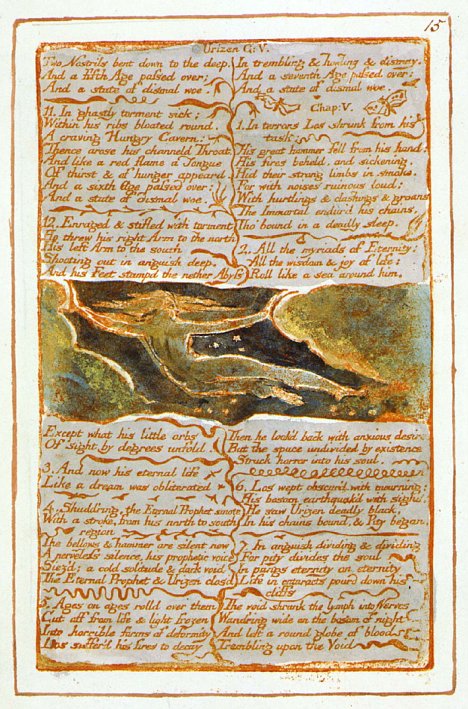 15
Urizen C: V.
Two Nostrils bent down to the deep.
And a fifth Age passed over;
And a state of dismal woe.
11. In ghastly torment sick;
Within his ribs bloated round,
A craving Hungry Cavern;
Thence arose his channeld Throat,
And like a red flame a Tongue
Of thirst & of hunger appeard
And a sixth Age passed over;
And a state of dismal woe.
12. Enraged & stifled with torment
He threw his right Arm to the north
His left Arm to the south
Shooting out in anguish deep,
And his Feet stampd the nether Abyss
In trembling & howling & dismay.
And a seventh Age passed over;
And a state of dismal woe.
Chap: V.
1. In terrors Los shrunk from his
task;
His great hammer fell from his hand:
His fires beheld, and sickening
Hid their strong limbs in smoke.
For with noises ruinous loud;
With hurtlings & clashings & groans
The Immortal endur'd his chains,
Tho bound in a deadly sleep.
2. All the myriads of Eternity:
All the wisdom & joy of life:
Roll like a sea around him,
Except what his little orbs
Of sight by degrees unfold.
3. And now his eternal life
Like a dream was obliterated
4. Shudd'ring, the Eternal Prophet smote
With a stroke, from his north to south
region
The bellows & hammer are silent now
A nerveless silence, his prophetic voice
Siez'd; a cold solitude & dark void
The Eternal Prophet & Urizen clos'd
5. Ages on ages rolld over them
Cut off from life & light frozen
Into horrible forms of deformity
Los suffer'd his fires to decay
Then he look'd back with anxious desire
But the space undivided by existence
Struck horror into his soul.
6. Los wept obscur'd with mourning:
His bosom earthquak'd with sighs;
He saw Urizen deadly black,
In his chains bound, & Pity began,
7. In anguish dividing & dividing
For pity divides the soul
In pangs eternity on eternity
Life in cataracts pourd down his
cliffs
The void shrunk the lymph into Nerves
Wandring wide on the bosom of night
And left a round globe of blood
Trembling upon the Void